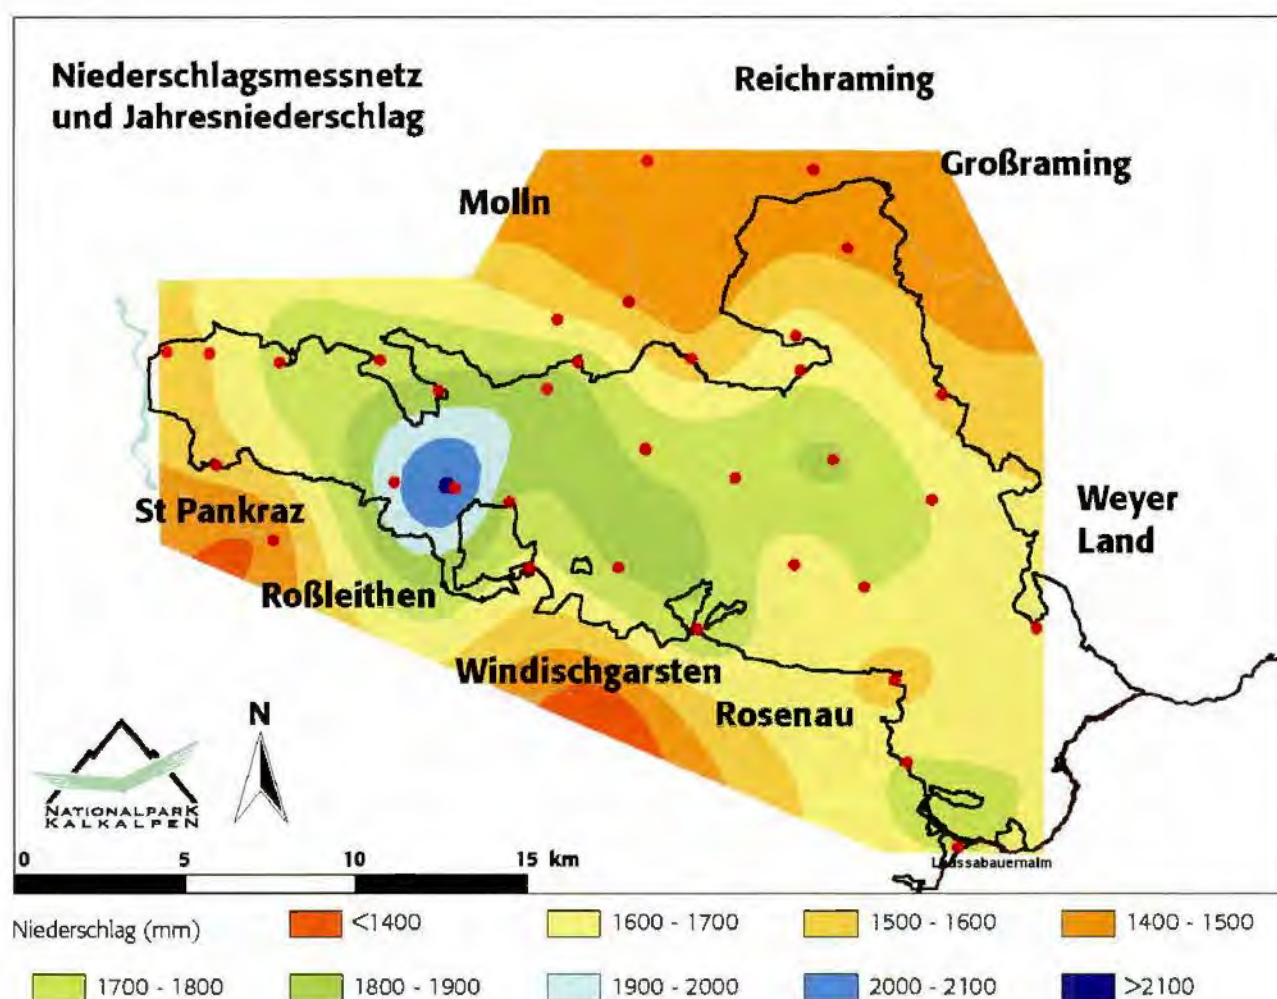 Niederschlagsmessnetz
und Jahresniederschlag
Reichraming
Großraming
Molln
St Pankraz
Weyer
Land
Roßleithen
Windischgarsten
Rosenau
N
NATIONALPARK
KALKALPEN
0 5 10 15 km
Niederschlag (mm)
<1400 1600 - 1700 1500 - 1600 1400 - 1500
1700 - 1800 1800 - 1900 1900 - 2000 2000 - 2100 >2100